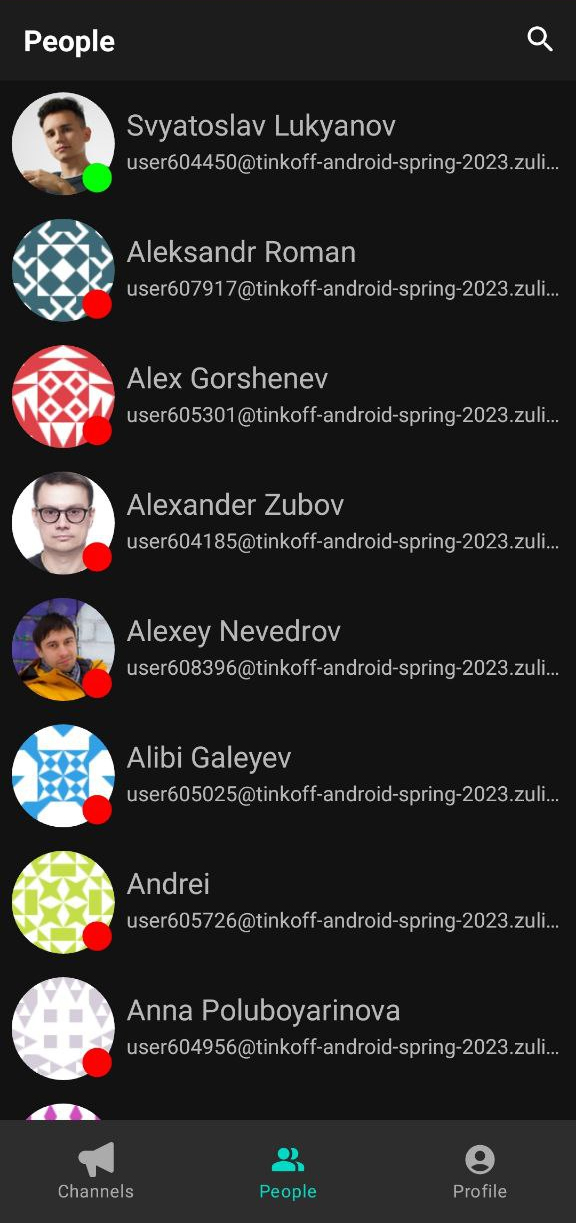 People
Svyatoslav Lukyanov
user604450@tinkoff-android-spring-2023.zuli...
Aleksandr Roman
user607917@tinkoff-android-spring-2023.zuli...
Alex Gorshenev
user605301@tinkoff-android-spring-2023.zuli...
Alexander Zubov
user604185@tinkoff-android-spring-2023.zuli...
Alexey Nevedrov
user608396@tinkoff-android-spring-2023.zuli...
Alibi Galeyev
user605025@tinkoff-android-spring-2023.zuli...
Andrei
user605726@tinkoff-android-spring-2023.zuli...
Anna Poluboyarinova
user604956@tinkoff-android-spring-2023.zuli...
Channels People Profile